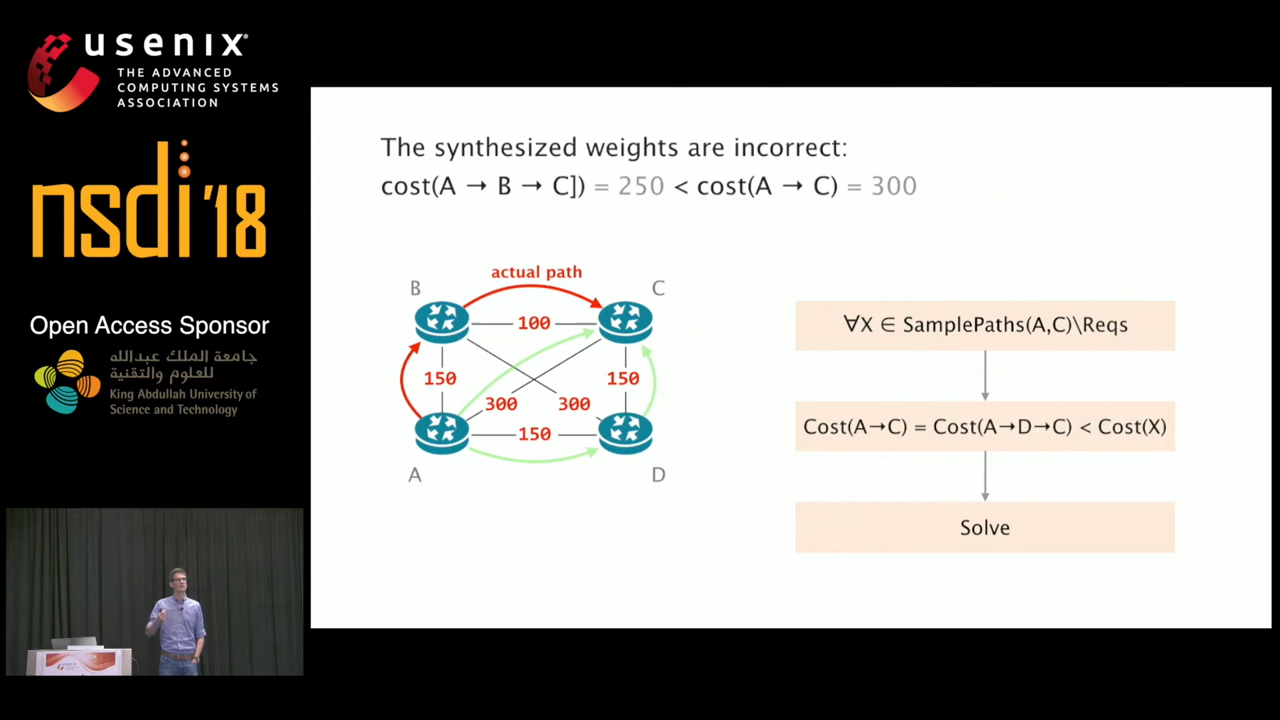 usenix
THE ADVANCED
COMPUTING SYSTEMS
ASSOCIATION
nsdi '18
Open Access Sponsor
جامعة الملك عبدالله
للعلوم والتقنية
King Abdullah University of
Science and Technology
The synthesized weights are incorrect:
cost(A → B → C]) = 250 < cost(A → C) = 300
actual path
B
C
100
150
150
300
300
150
A
D
∀X ∈ SamplePaths(A,C)\Reqs
Cost(A→C) = Cost(A→D→C) < Cost(X)
Solve
usenix